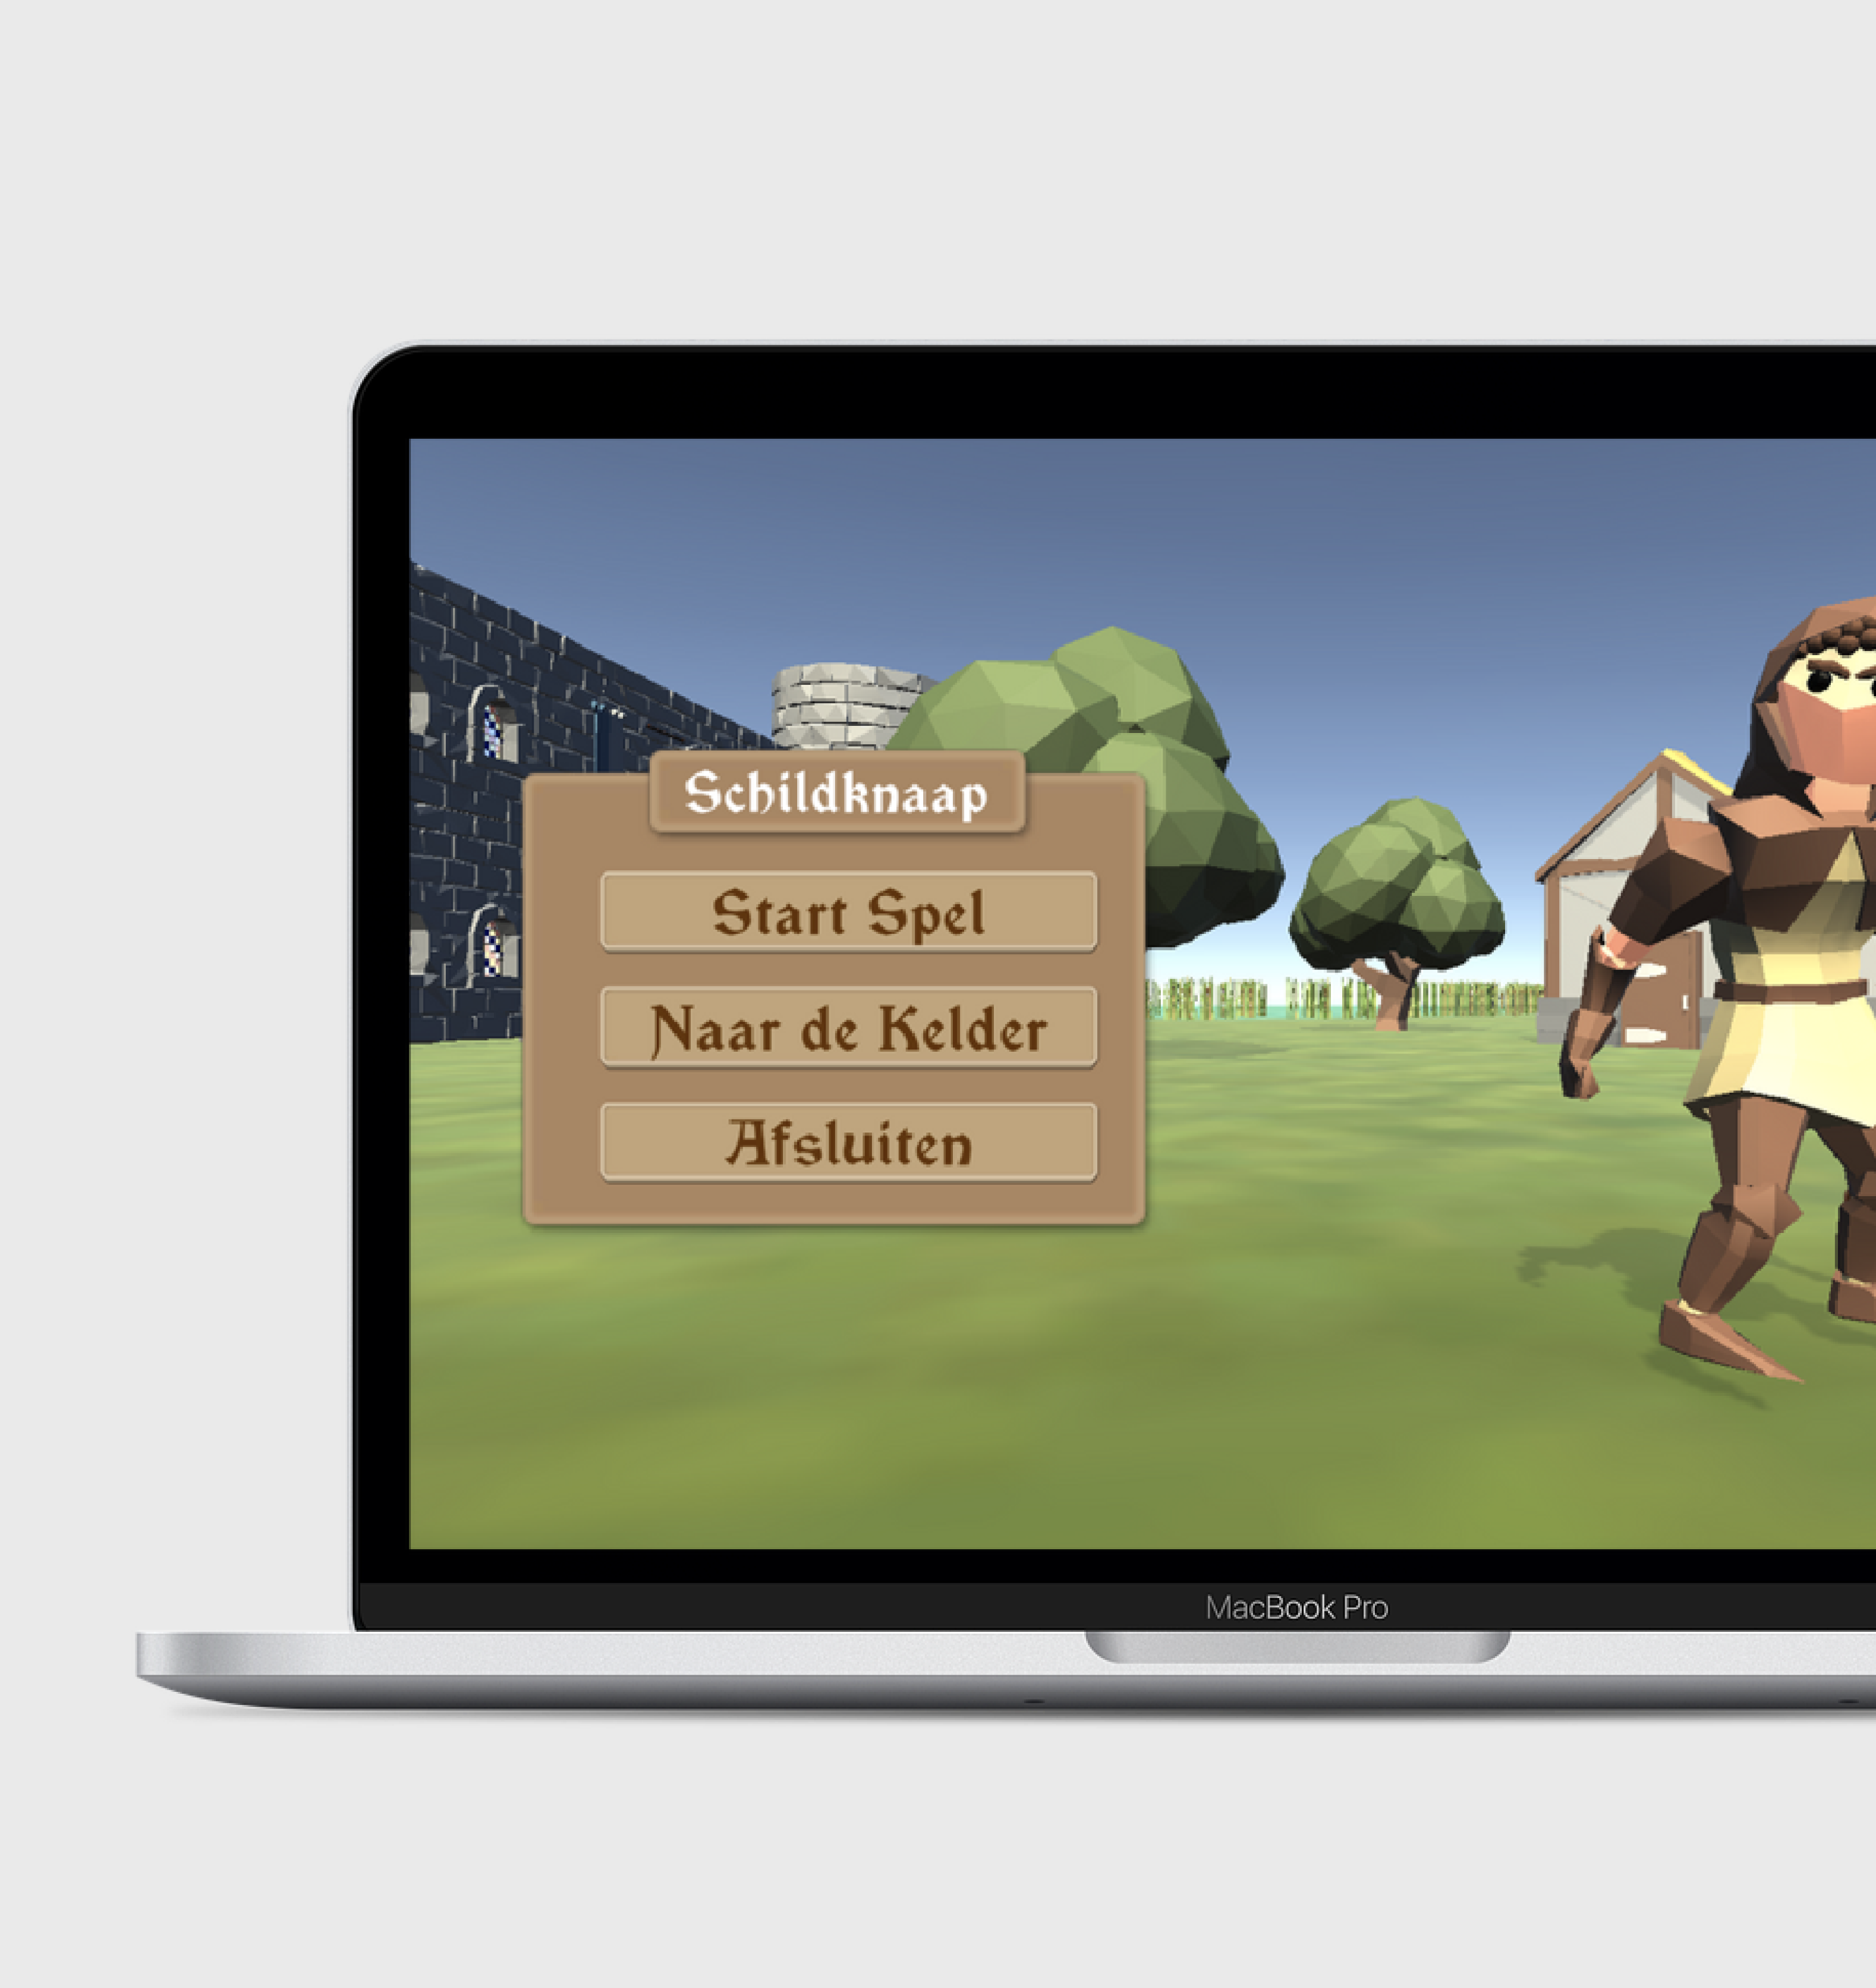 Schildknaap
Start Spel
Naar de Kelder
Afsluiten
MacBook Pro